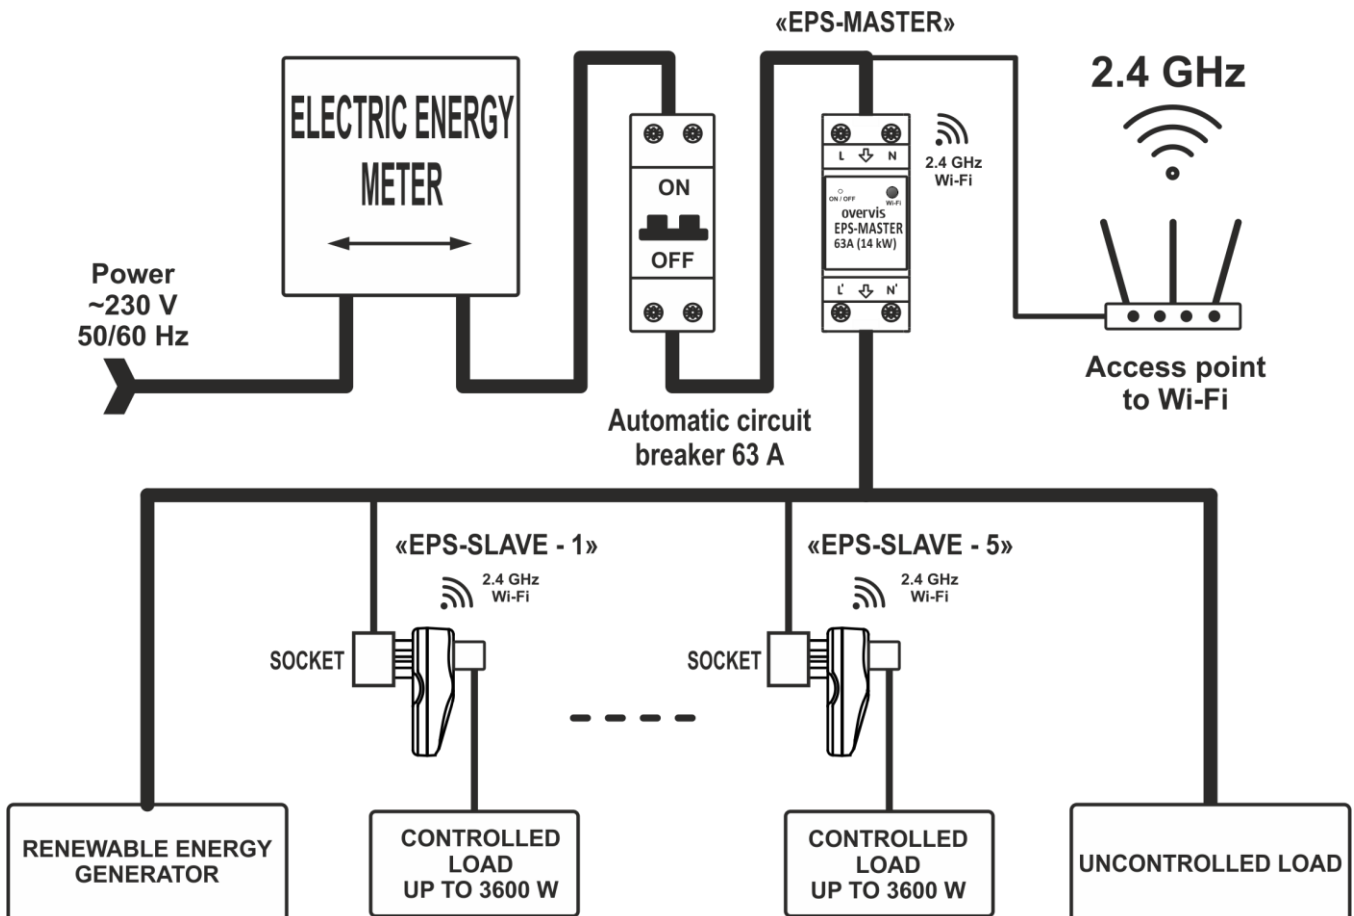 «EPS-MASTER»
ELECTRIC ENERGY
METER
Power
~230 V
50/60 Hz
ON
OFF
Automatic circuit
breaker 63 A
L N
ON / OFF
Wi-Fi
overvis
EPS-MASTER
63A (14 kW)
L' N'
2.4 GHz
Wi-Fi
2.4 GHz
Access point
to Wi-Fi
«EPS-SLAVE - 1»
2.4 GHz
Wi-Fi
SOCKET
«EPS-SLAVE - 5»
2.4 GHz
Wi-Fi
SOCKET
RENEWABLE ENERGY
GENERATOR
CONTROLLED
LOAD
UP TO 3600 W
CONTROLLED
LOAD
UP TO 3600 W
UNCONTROLLED LOAD